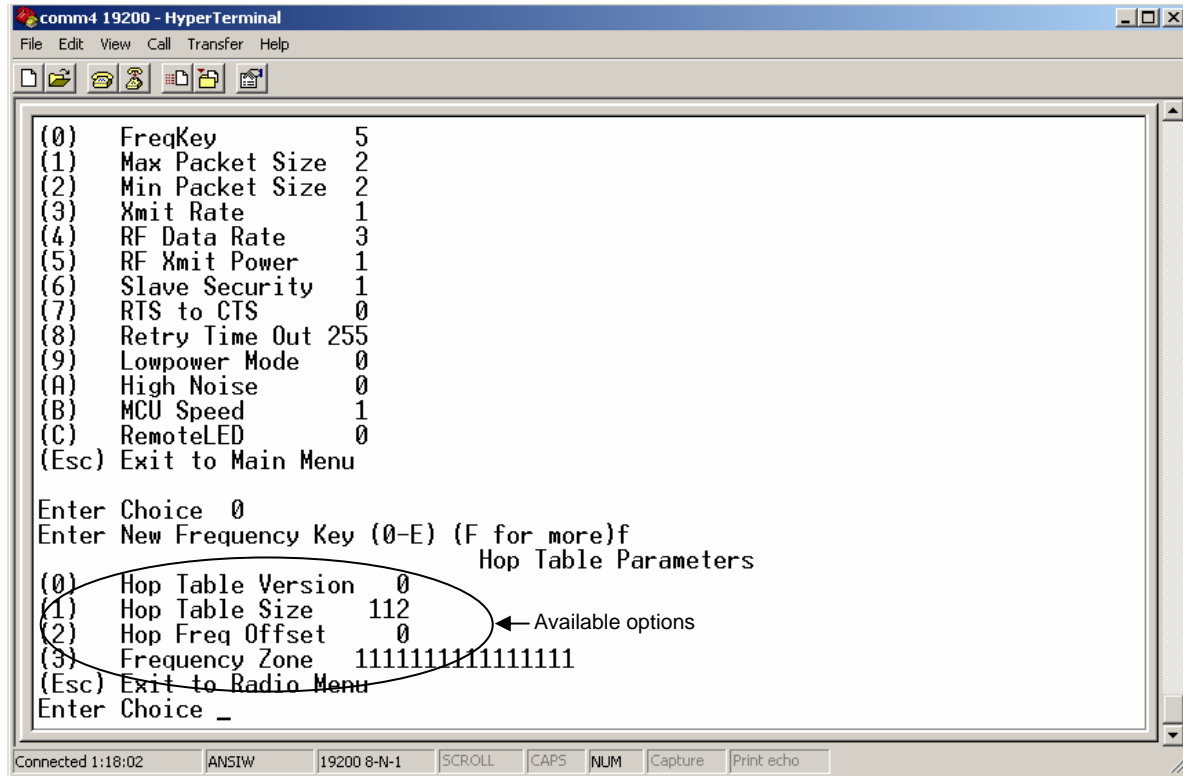 comm4 19200 - HyperTerminal
File Edit View Call Transfer Help
(0) FreqKey 5
(1) Max Packet Size 2
(2) Min Packet Size 2
(3) Xmit Rate 1
(4) RF Data Rate 3
(5) RF Xmit Power 1
(6) Slave Security 1
(7) RTS to CTS 0
(8) Retry Time Out 255
(9) Lowpower Mode 0
(A) High Noise 0
(B) MCU Speed 1
(C) RemoteLED 0
(Esc) Exit to Main Menu
Enter Choice 0
Enter New Frequency Key (0-E) (F for more)f
Hop Table Parameters
(0) Hop Table Version 0
(1) Hop Table Size 112
(2) Hop Freq Offset 0
(3) Frequency Zone 1111111111111111
(Esc) Exit to Radio Menu
Enter Choice _
Available options
Connected 1:18:02 ANSIW 19200 8-N-1 SCROLL CAPS NUM Capture Print echo